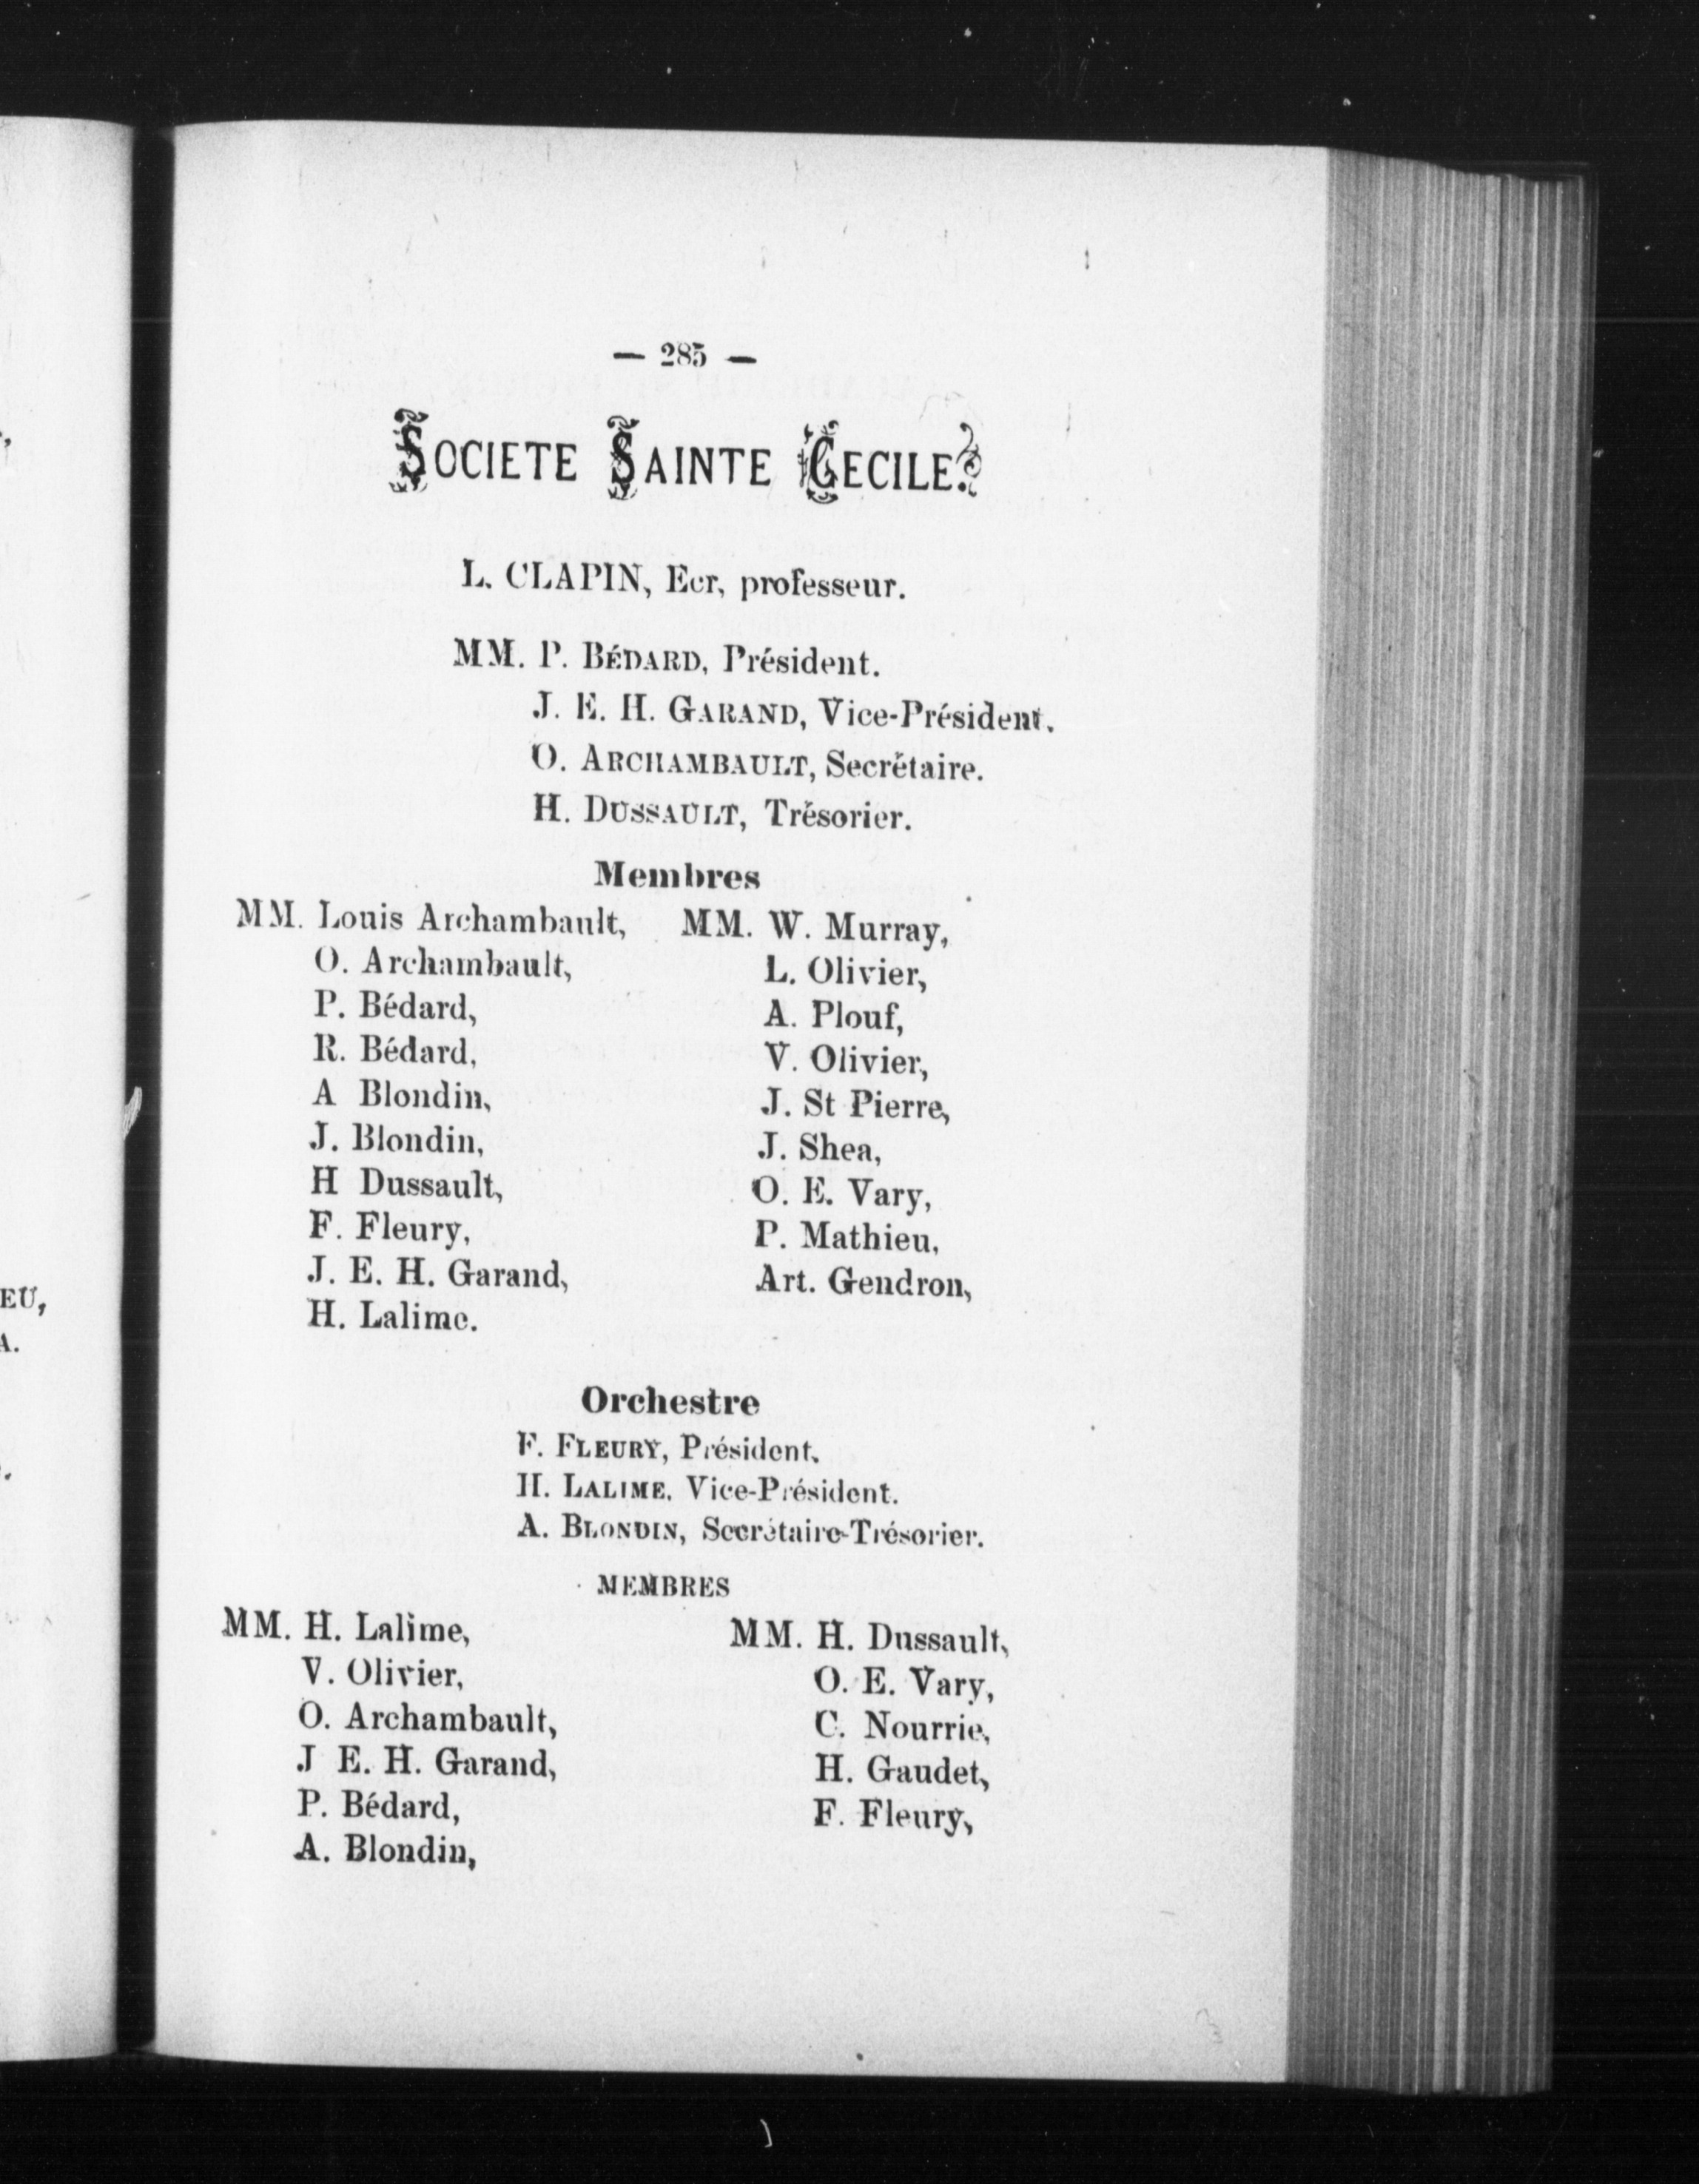 — 285 —
SOCIETE SAINTE CECILE.
L. CLAPIN, Ecr, professeur.
MM. P. BÉDARD, Président.
J. E. H. GARAND, Vice-Président.
O. ARCHAMBAULT, Secrétaire.
H. DUSSAULT, Trésorier.
Membres
MM. Louis Archambault,
O. Archambault,
P. Bédard,
R. Bédard,
A Blondin,
J. Blondin,
H Dussault,
F. Fleury,
J. E. H. Garand,
H. Lalime.
MM. W. Murray,
L. Olivier,
A. Plouf,
V. Olivier,
J. St Pierre,
J. Shea,
O. E. Vary,
P. Mathieu,
Art. Gendron,
Orchestre
F. FLEURY, Président.
H. LALIME, Vice-Président.
A. BLONDIN, Secrétaire-Trésorier.
MEMBRES
MM. H. Lalime,
V. Olivier,
O. Archambault,
J E. H. Garand,
P. Bédard,
A. Blondin,
MM. H. Dussault,
O. E. Vary,
C. Nourrie,
H. Gaudet,
F. Fleury,